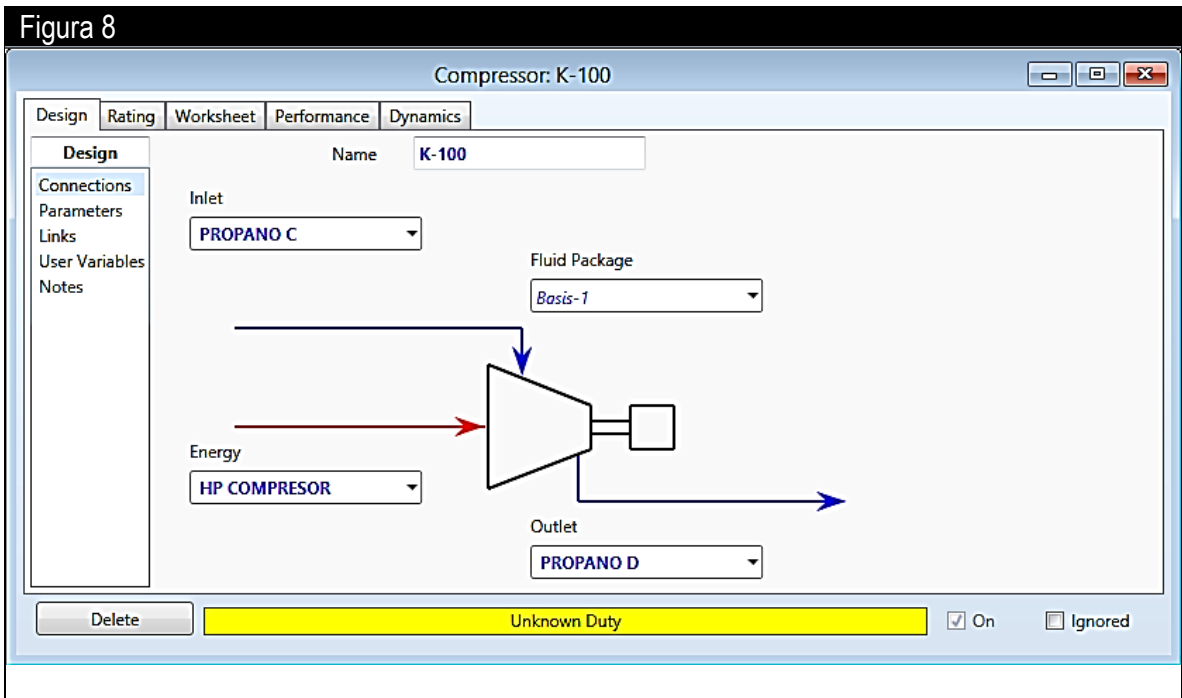 Figura 8
Compressor: K-100
Design Rating Worksheet Performance Dynamics
Design
Connections
Parameters
Links
User Variables
Notes
Name K-100
Inlet
PROPANO C
Fluid Package
Basis-1
Energy
HP COMPRESOR
Outlet
PROPANO D
Delete Unknown Duty On Ignored